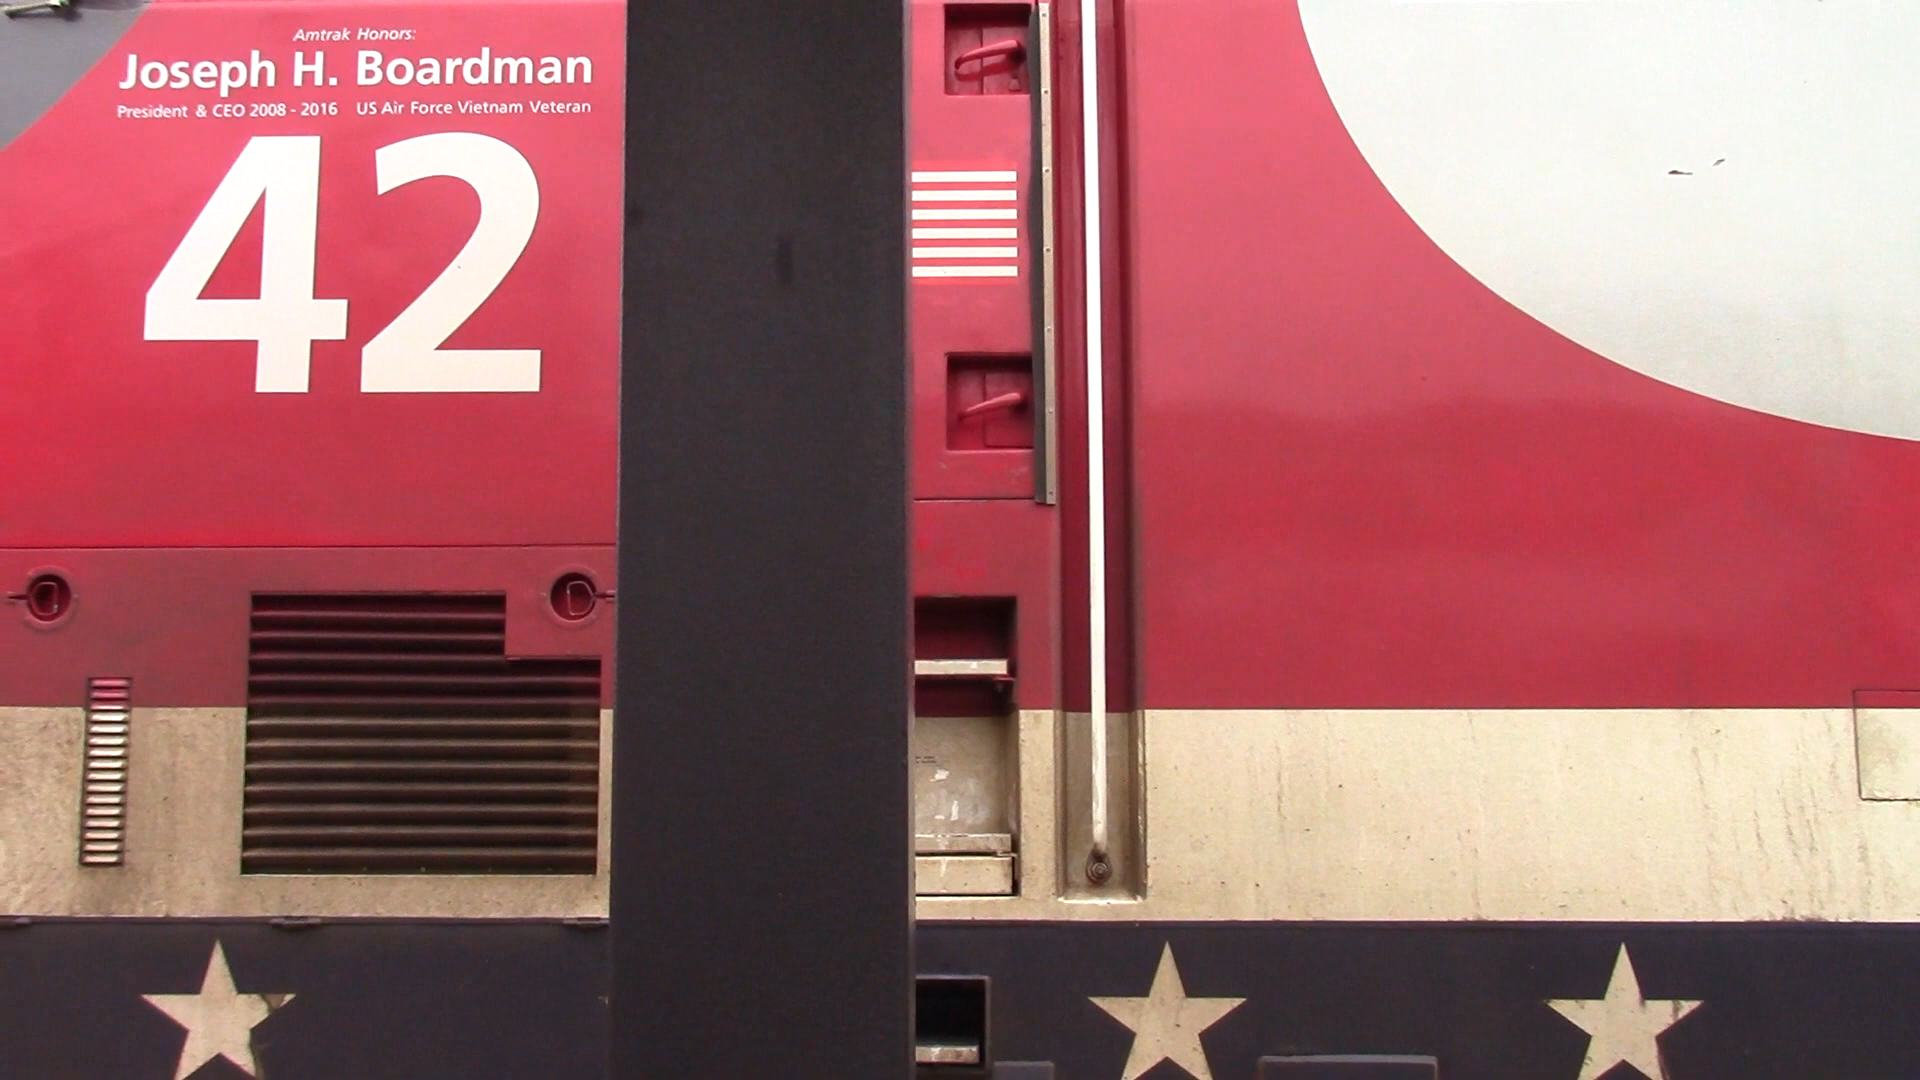 Amtrak Honors:
Joseph H. Boardman
President & CEO 2008 - 2016 US Air Force Vietnam Veteran
42